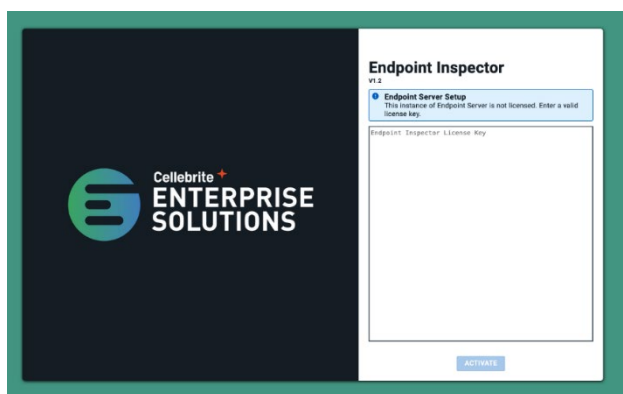 Cellebrite
ENTERPRISE
SOLUTIONS
Endpoint Inspector
V1.2
Endpoint Server Setup
This instance of Endpoint Server is not licensed. Enter a valid
license key.
Endpoint Inspector License Key
ACTIVATE